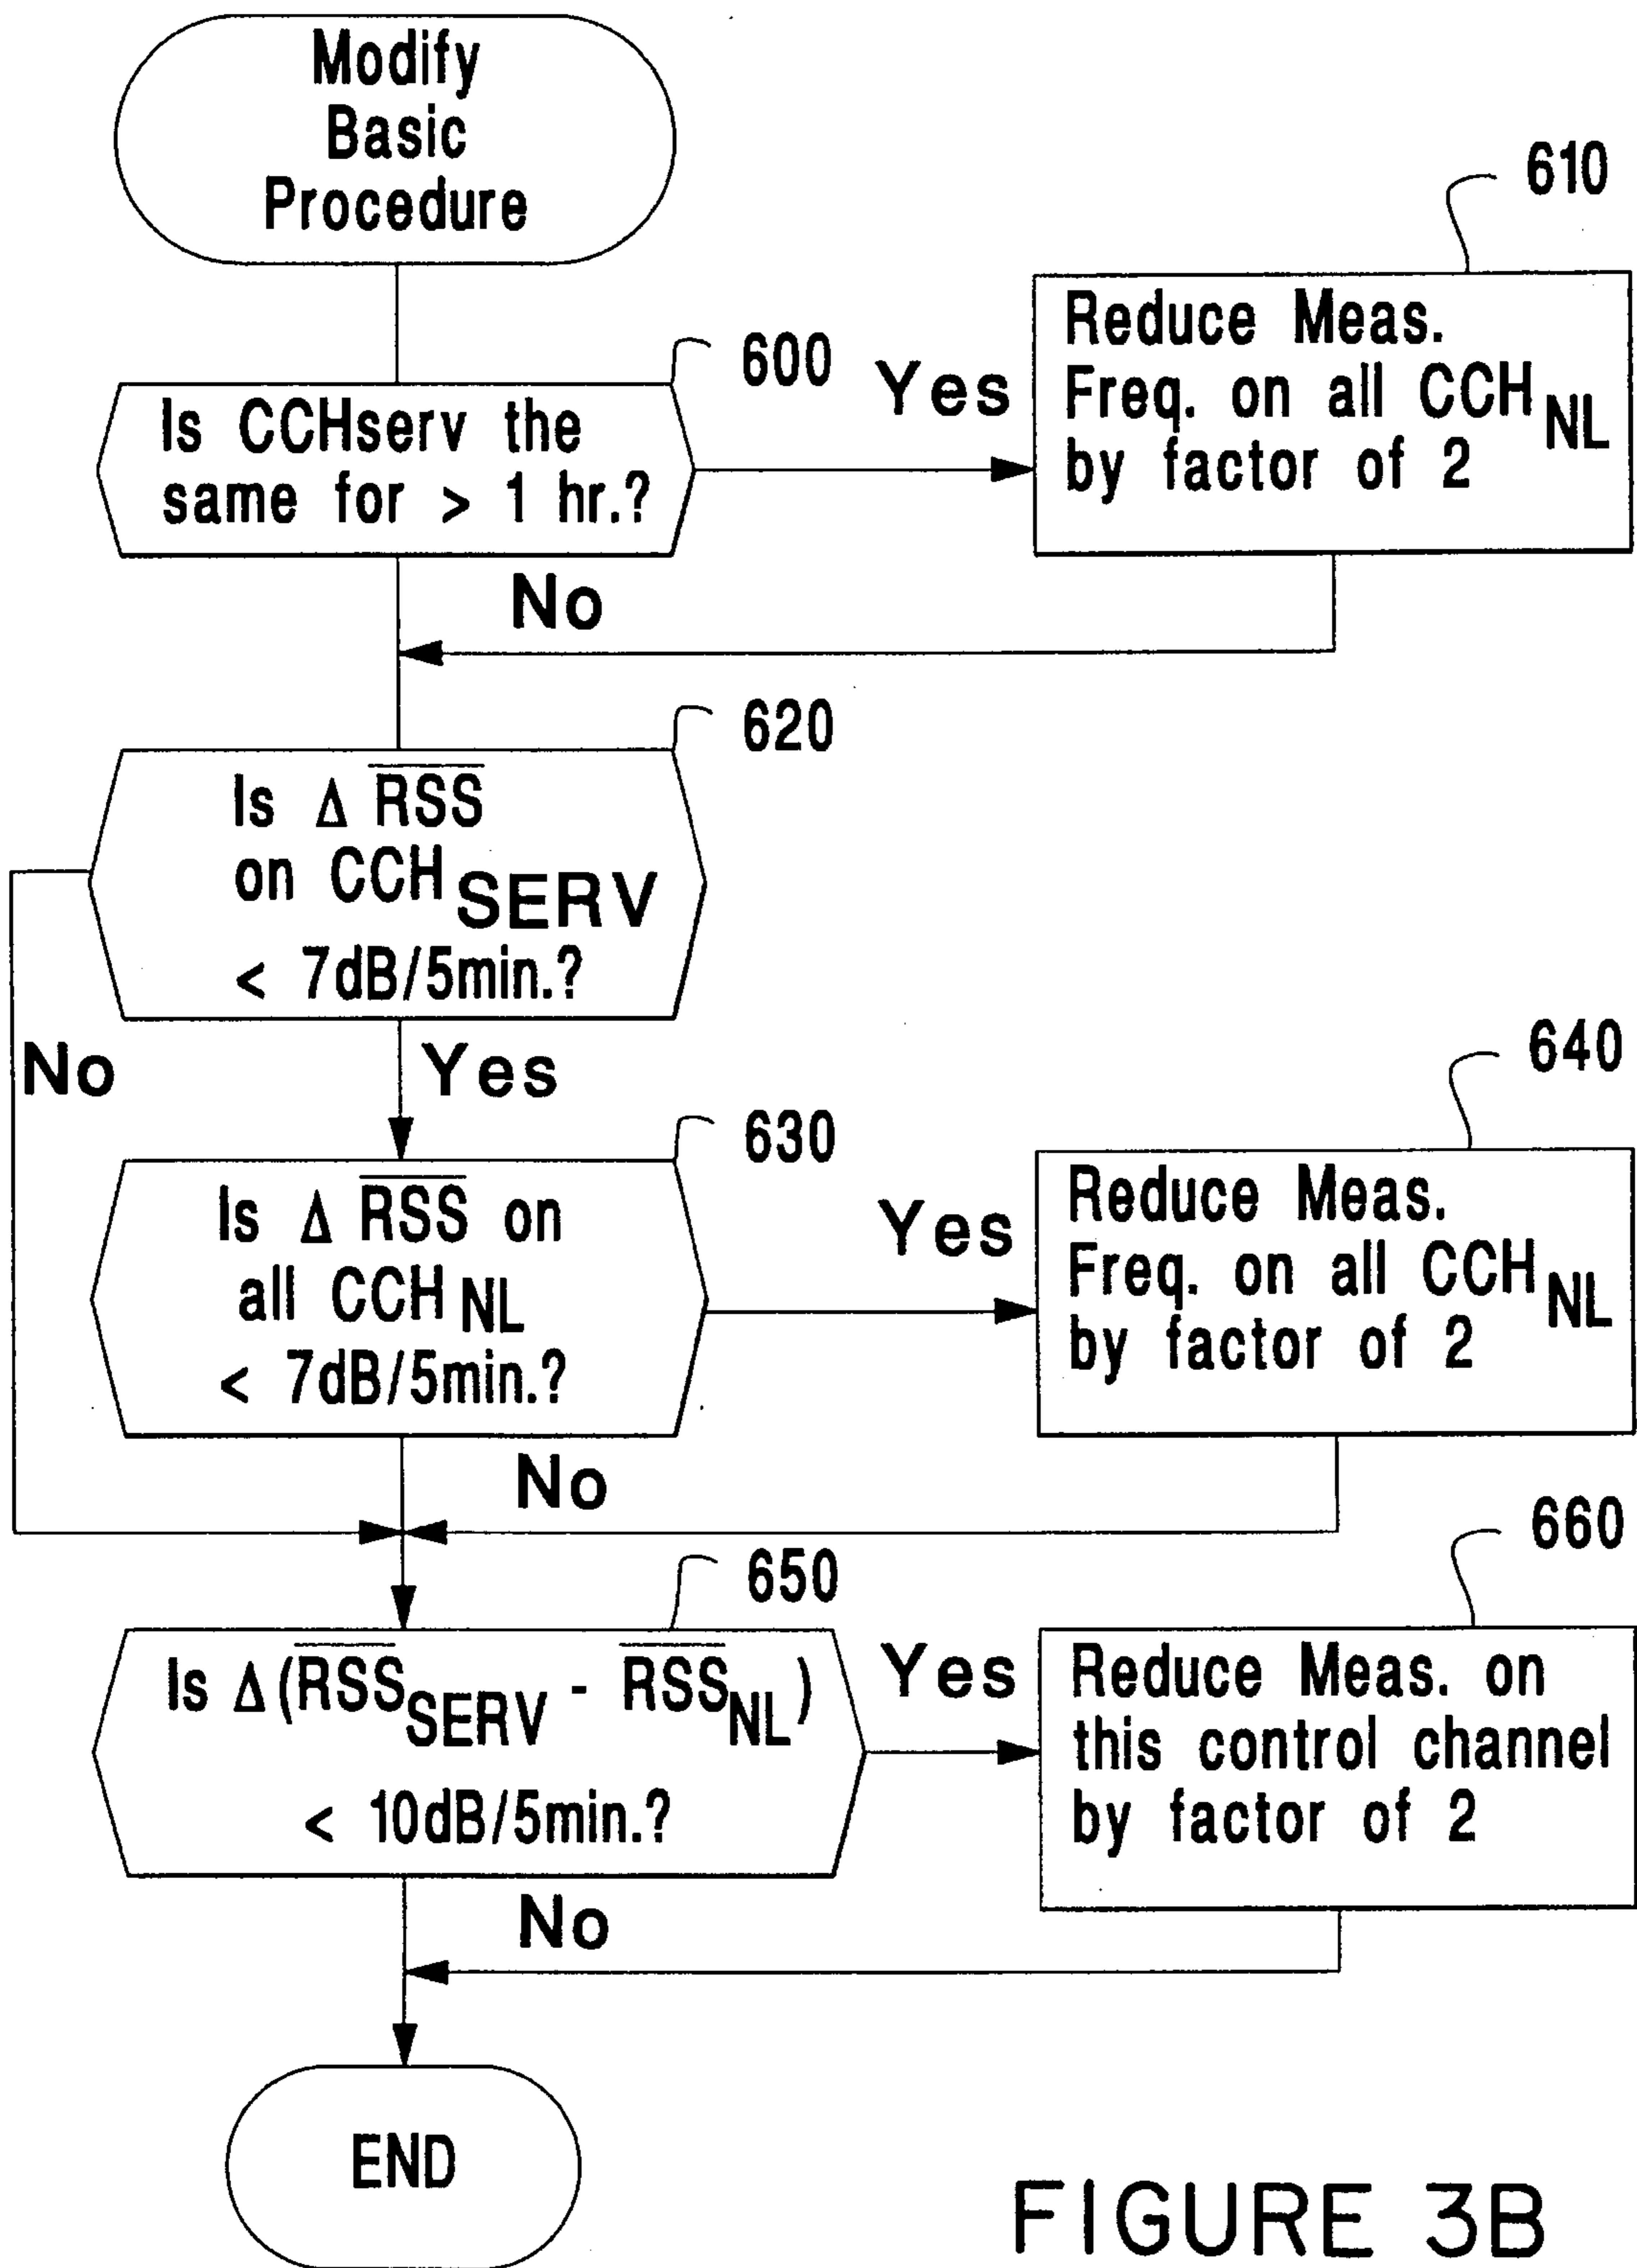 Modify
Basic
Procedure
610
Reduce Meas.
Freq. on all CCH NL
by factor of 2
600
Yes
Is CCHserv the
same for > 1 hr.?
No
620
Is Δ RSS
on CCH SERV
< 7dB/5min.?
No
Yes
640
630
Is Δ RSS on
all CCH NL
< 7dB/5min.?
Yes
Reduce Meas.
Freq. on all CCH NL
by factor of 2
No
660
650
Is Δ(RSS SERV - RSS NL)
< 10dB/5min.?
Yes
Reduce Meas. on
this control channel
by factor of 2
No
END
FIGURE 3B